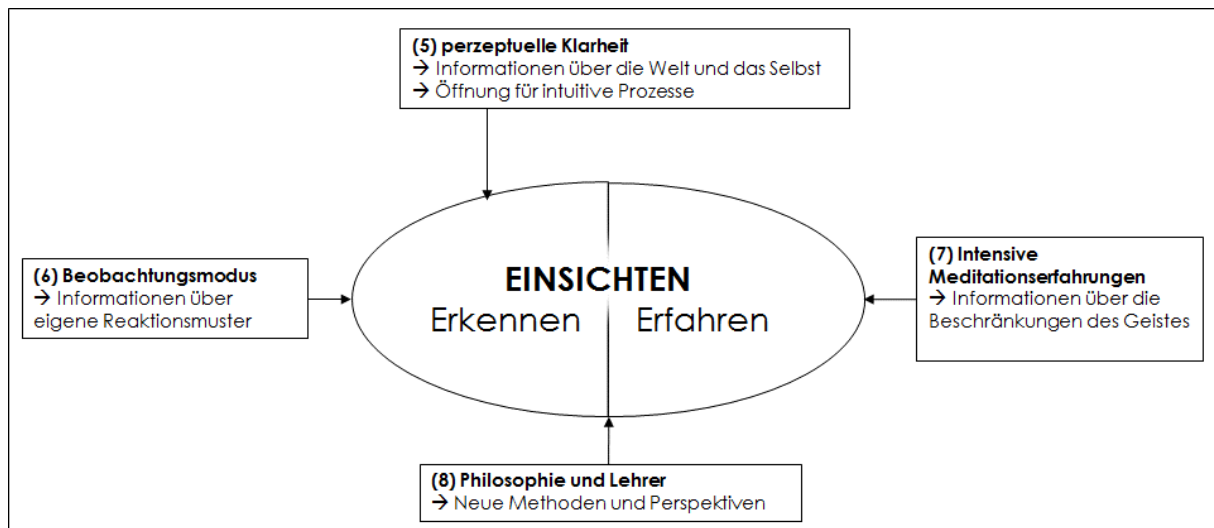 (5) perzeptuelle Klarheit
→ Informationen über die Welt und das Selbst
→ Öffnung für intuitive Prozesse
(6) Beobachtungsmodus
→ Informationen über
eigene Reaktionsmuster
EINSICHTEN
Erkennen Erfahren
(7) Intensive
Meditationserfahrungen
→ Informationen über die
Beschränkungen des Geistes
(8) Philosophie und Lehrer
→ Neue Methoden und Perspektiven